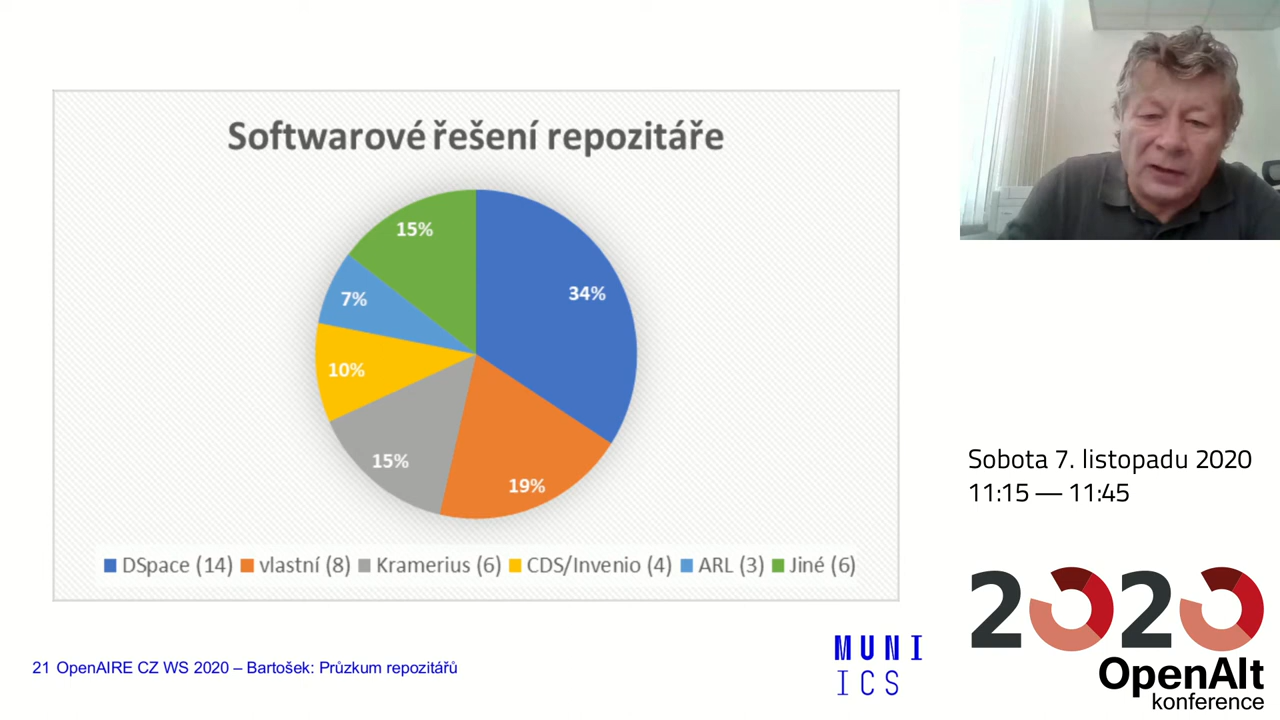 Softwarové řešení repozitáře
15%
34%
7%
10%
15%
19%
DSpace (14) vlastní (8) Kramerius (6) CDS/Invenio (4) ARL (3) Jiné (6)
21 OpenAIRE CZ WS 2020 – Bartošek: Průzkum repozitářů
MUNI
ICS
Sobota 7. listopadu 2020
11:15 — 11:45
2020
OpenAlt
konference